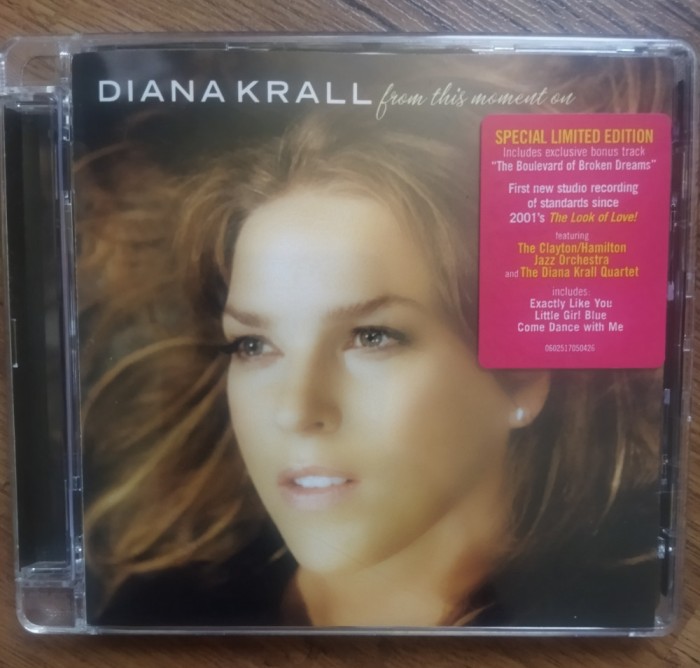 DIANA KRALL from this moment on
SPECIAL LIMITED EDITION
Includes exclusive bonus track
"The Boulevard of Broken Dreams"
First new studio recording
of standards since
2001's The Look of Love!
featuring
The Clayton/Hamilton
Jazz Orchestra
and The Diana Krall Quartet
includes:
Exactly Like You
Little Girl Blue
Come Dance with Me
0602517050426